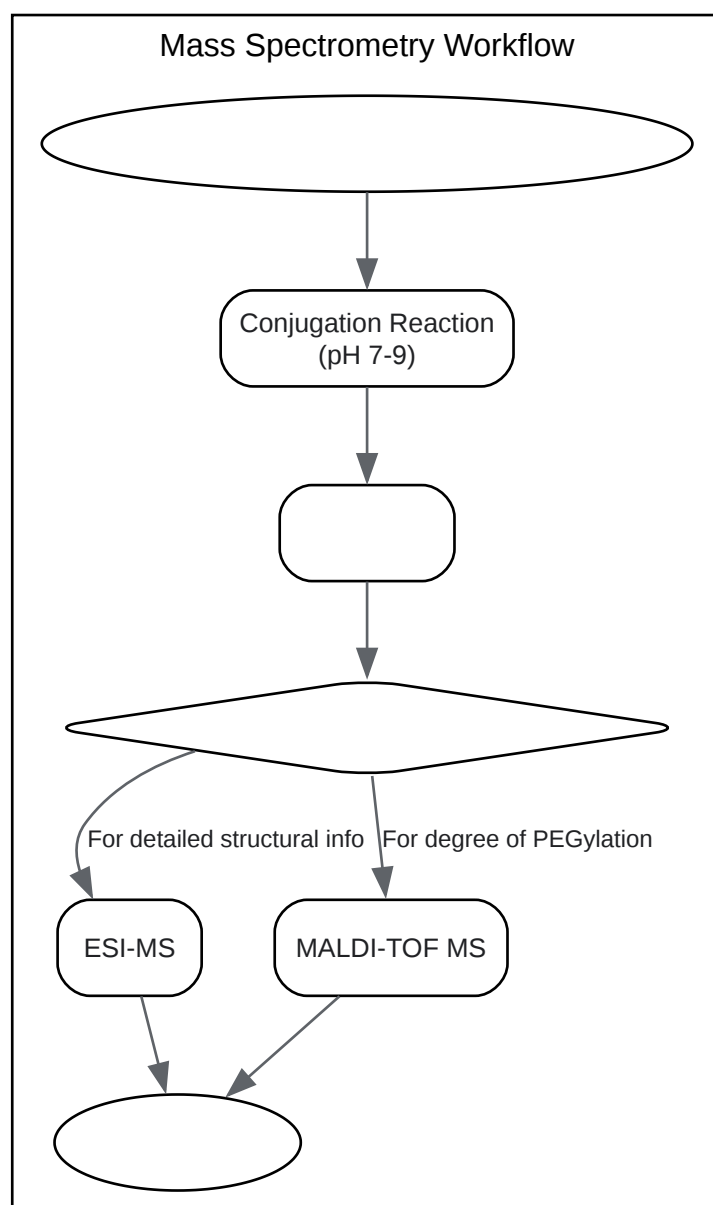 Mass Spectrometry Workflow
Conjugation Reaction
(pH 7-9)
For detailed structural info
For degree of PEGylation
ESI-MS
MALDI-TOF MS